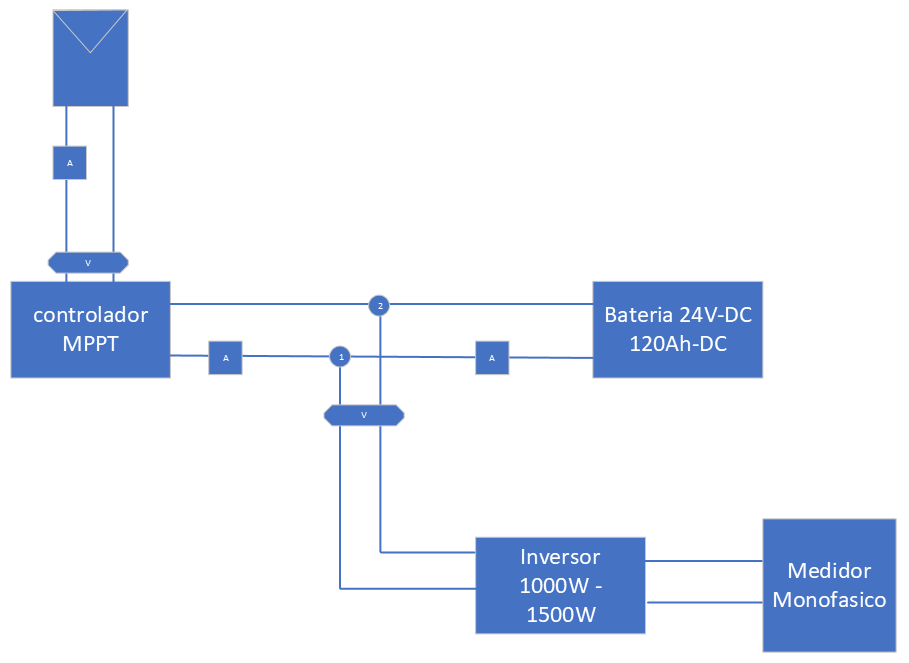 A
V
controlador
MPPT
2
Bateria 24V-DC
120Ah-DC
A
1
A
V
Inversor
1000W -
1500W
Medidor
Monofasico